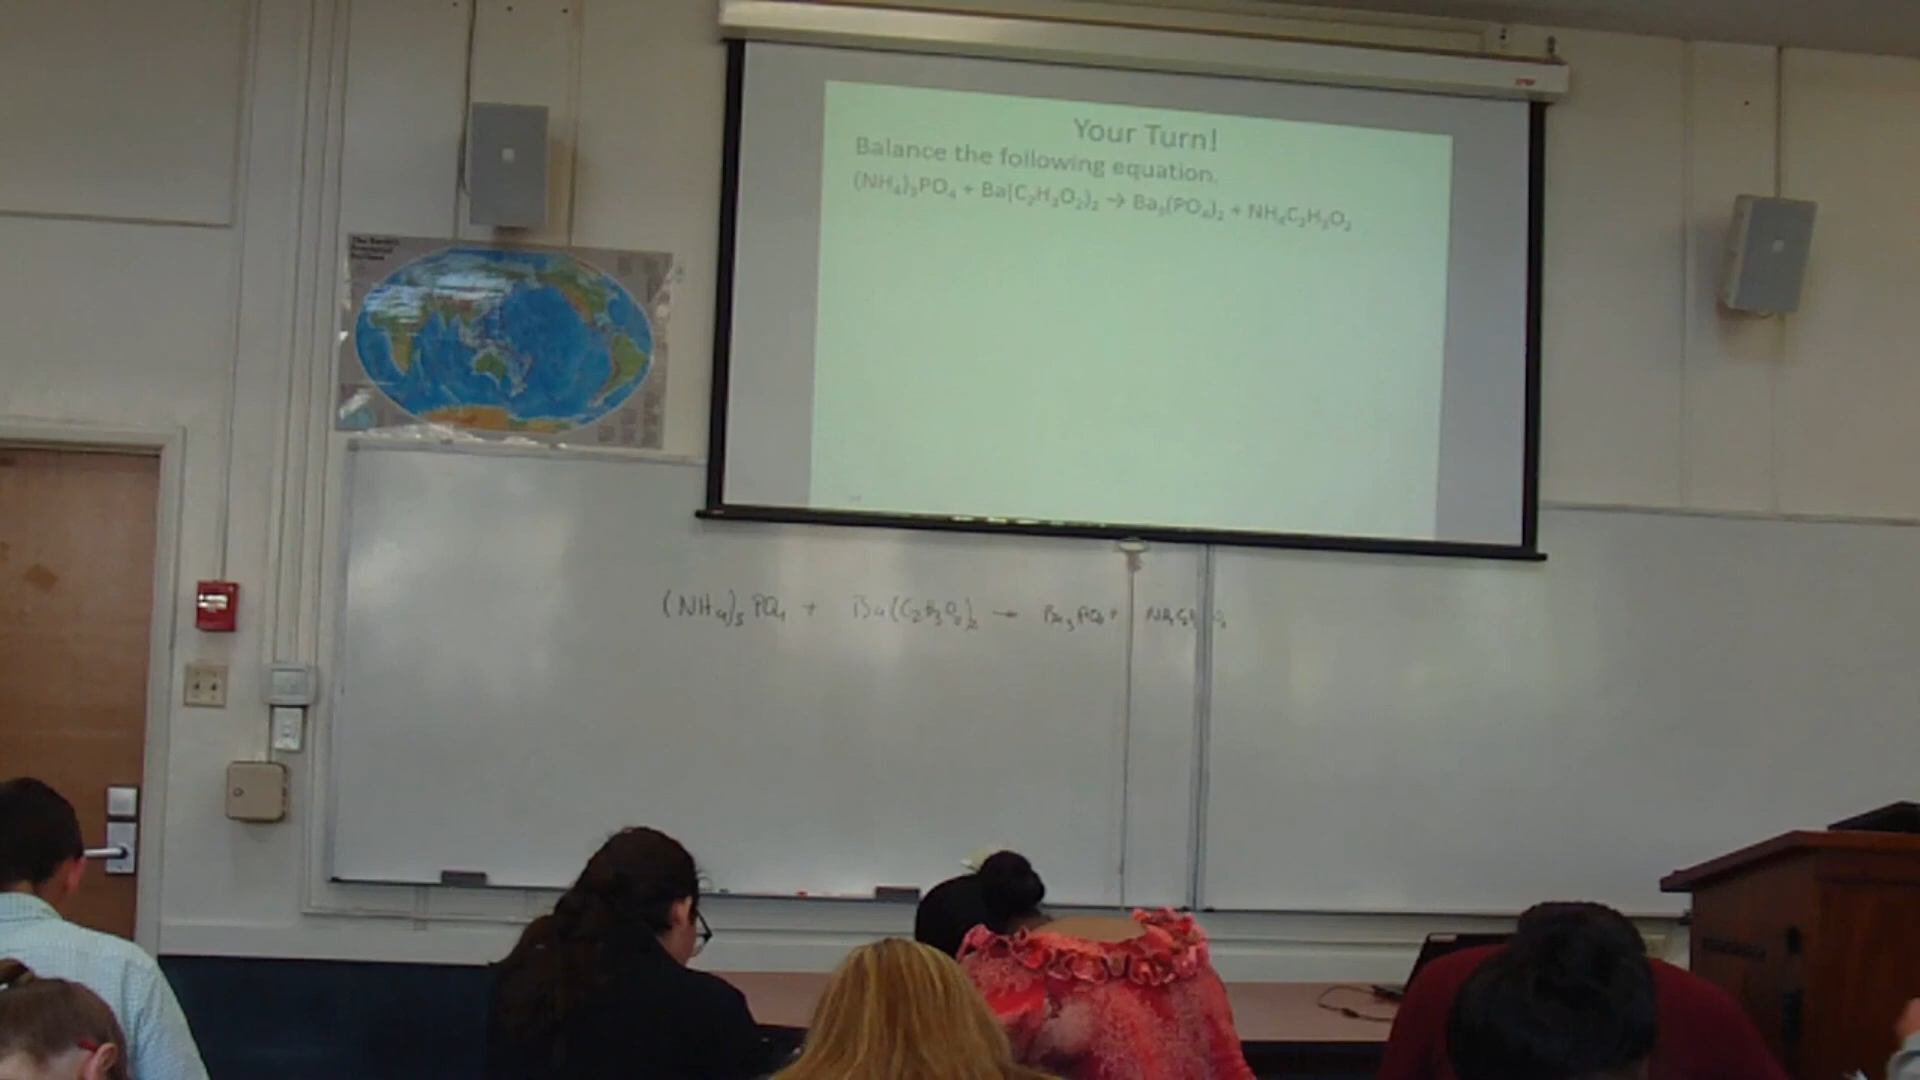 Your Turn!
Balance the following equation.
(NH₄)₃PO₄ + Ba(C₂H₃O₂)₂ → Ba₃(PO₄)₂ + NH₄C₂H₃O₂
(NH₄)₃ PO₄ + Ba(C₂H₃O₂)₂ → Ba₃ PO₄ +